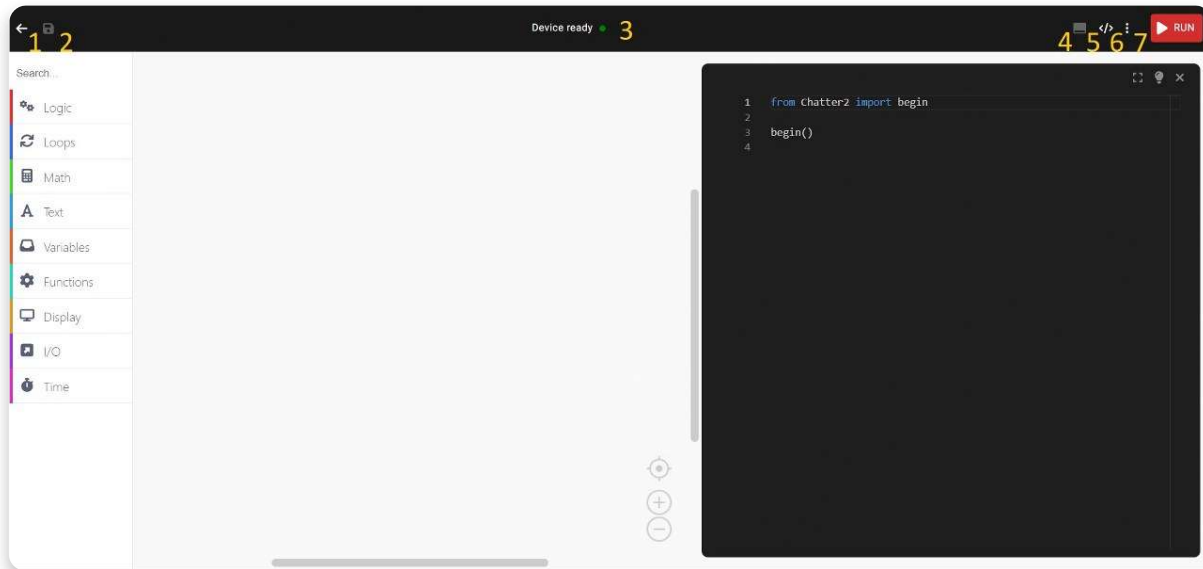 1 2 Device ready 3 4 5 </> 6 7 RUN
Search...
Logic
Loops
Math
A Text
Variables
Functions
Display
I/O
Time
1 from Chatter2 import begin
2
3 begin()
4